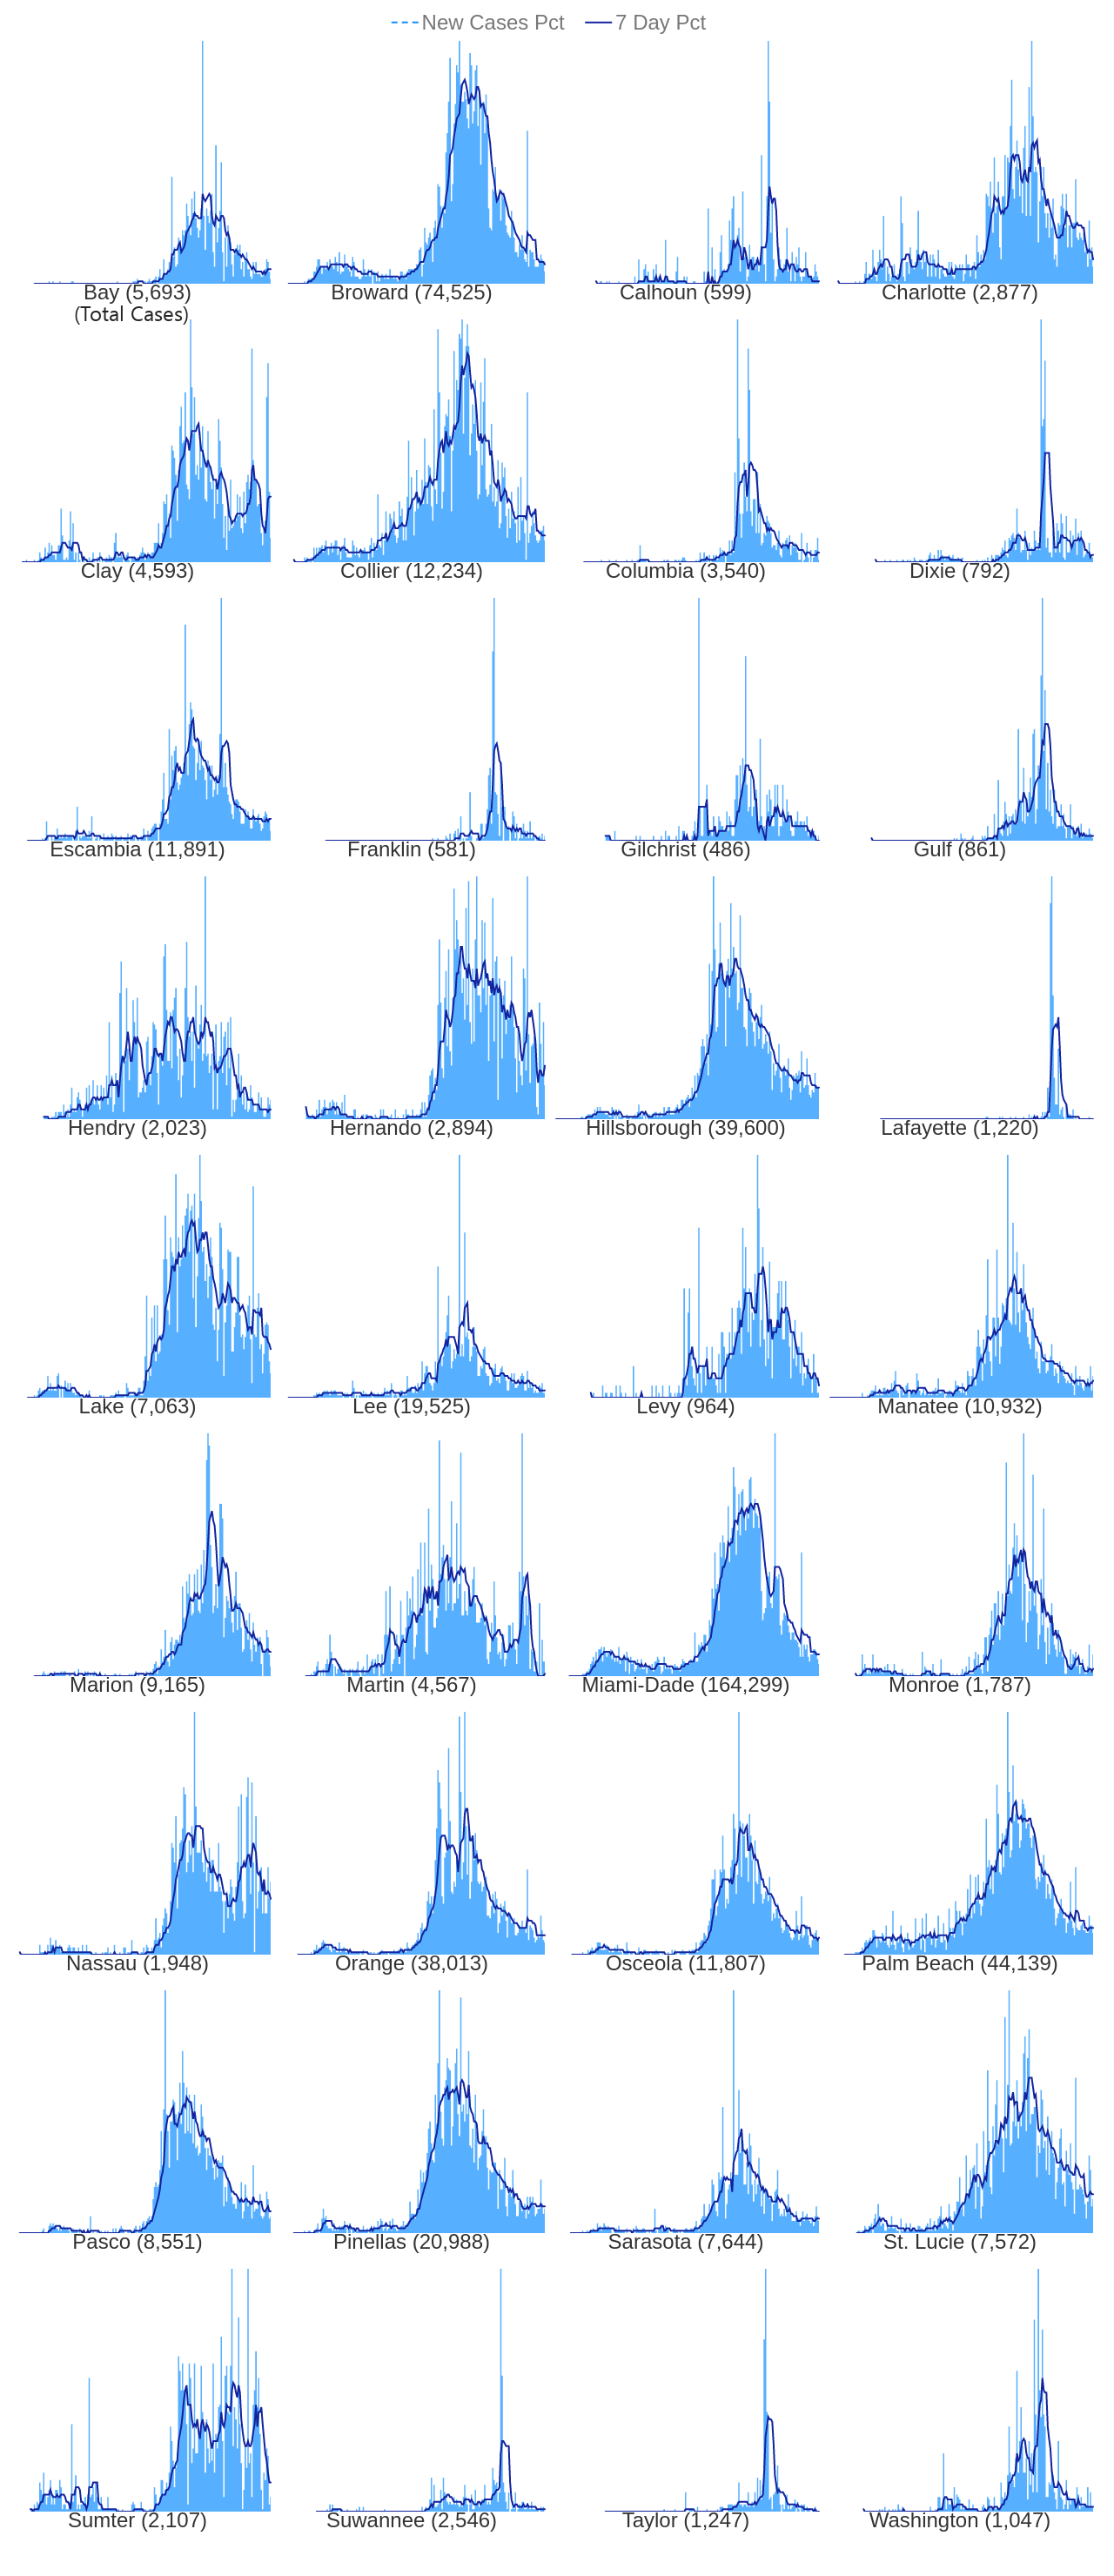 New Cases Pct 7 Day Pct
Bay (5,693) Broward (74,525) Calhoun (599) Charlotte (2,877)
(Total Cases)
Clay (4,593) Collier (12,234) Columbia (3,540) Dixie (792)
Escambia (11,891) Franklin (581) Gilchrist (486) Gulf (861)
Hendry (2,023) Hernando (2,894) Hillsborough (39,600) Lafayette (1,220)
Lake (7,063) Lee (19,525) Levy (964) Manatee (10,932)
Marion (9,165) Martin (4,567) Miami-Dade (164,299) Monroe (1,787)
Nassau (1,948) Orange (38,013) Osceola (11,807) Palm Beach (44,139)
Pasco (8,551) Pinellas (20,988) Sarasota (7,644) St. Lucie (7,572)
Sumter (2,107) Suwannee (2,546) Taylor (1,247) Washington (1,047)